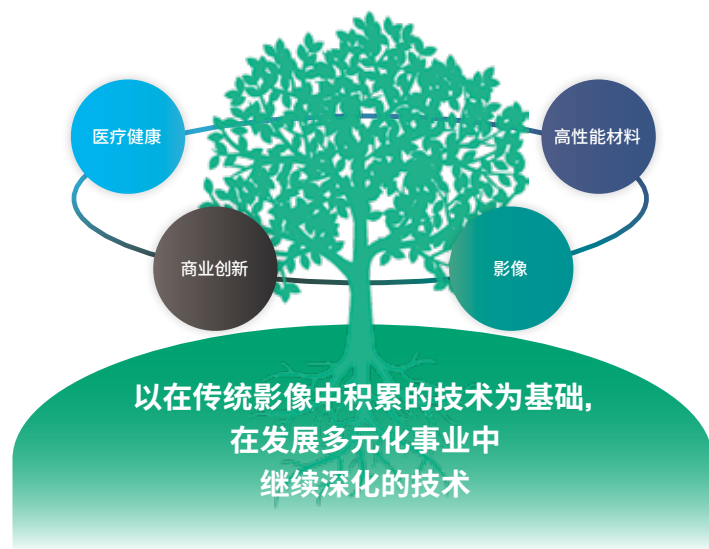 医疗健康
高性能材料
商业创新
影像
以在传统影像中积累的技术为基础,
在发展多元化事业中
继续深化的技术